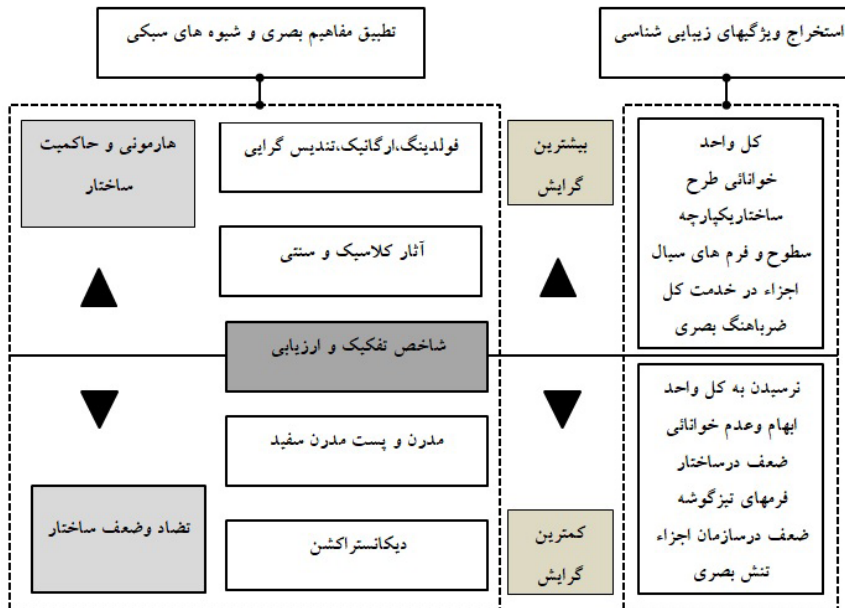 استخراج ویژگیهای زیبایی شناسی
تطبیق مفاهیم بصری و شیوه های سبکی
کل واحد
خوانائی طرح
ساختاریکپارچه
سطوح و فرم های سیال
اجزاء در خدمت کل
ضرباهنگ بصری
بیشترین
گرایش
فولدینگ،ارگانیک،تندیس گرایی
هارمونی و حاکمیت
ساختار
آثار کلاسیک و سنتی
شاخص تفکیک و ارزیابی
نرسیدن به کل واحد
ابهام وعدم خوانائی
ضعف درساختار
فرمهای تیزگوشه
ضعف درسازمان اجزاء
تنش بصری
مدرن و پست مدرن سفید
کمترین
گرایش
دیکانستراکشن
تضاد وضعف ساختار